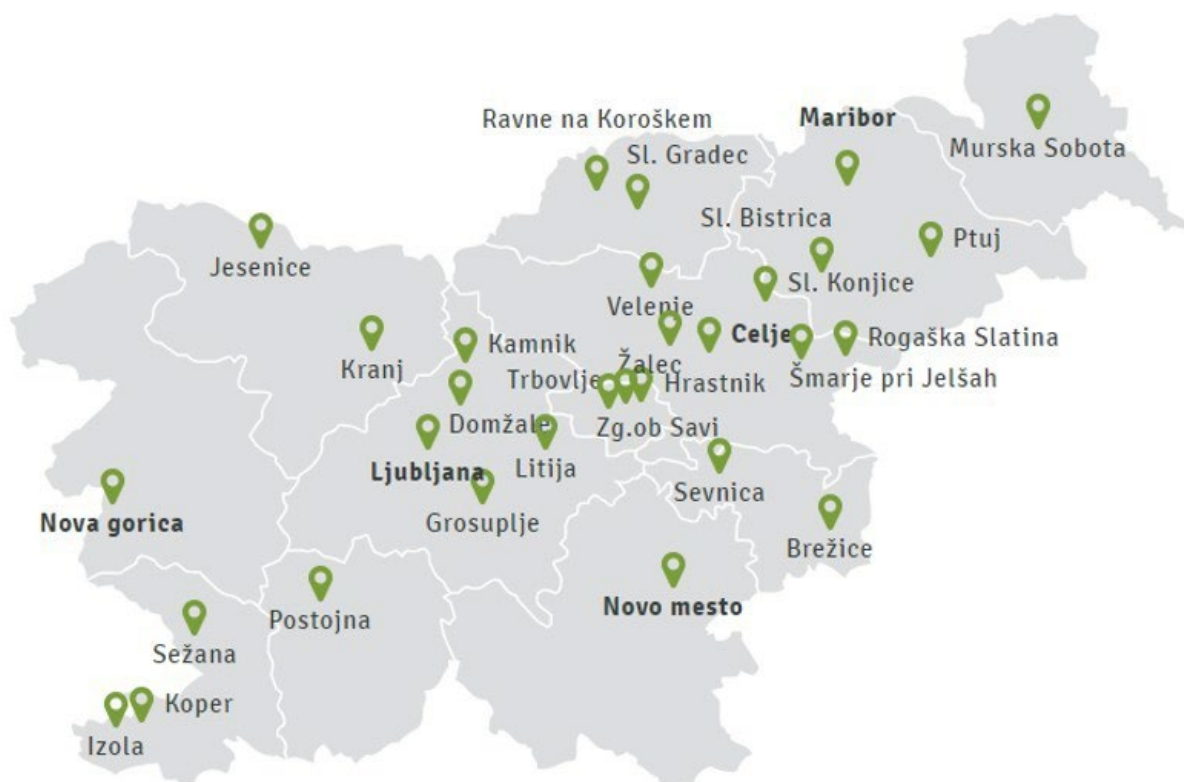 Maribor
Ravne na Koroškem
Murska Sobota
Sl. Gradec
Sl. Bistrica
Ptuj
Jesenice
Sl. Konjice
Velenje
Celje
Rogaška Slatina
Kamnik
Kranj
Žalec
Šmarje pri Jelšah
Trbovlje
Hrastnik
Domžale
Zg.ob Savi
Ljubljana
Litija
Sevnica
Nova gorica
Grosuplje
Brežice
Novo mesto
Postojna
Sežana
Koper
Izola